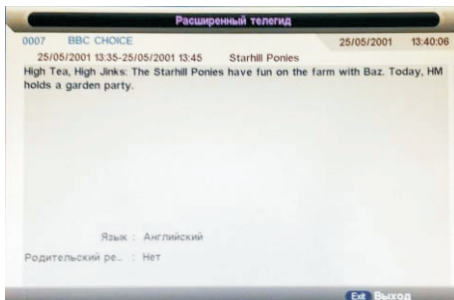 Расширенный телегид
0007 BBC CHOICE 25/05/2001 13:40:06
25/05/2001 13:35-25/05/2001 13:45 Starhill Ponies
High Tea, High Jinks: The Starhill Ponies have fun on the farm with Baz. Today, HM
holds a garden party.
Язык : Английский
Родительский ре... : Нет
Exit Выход